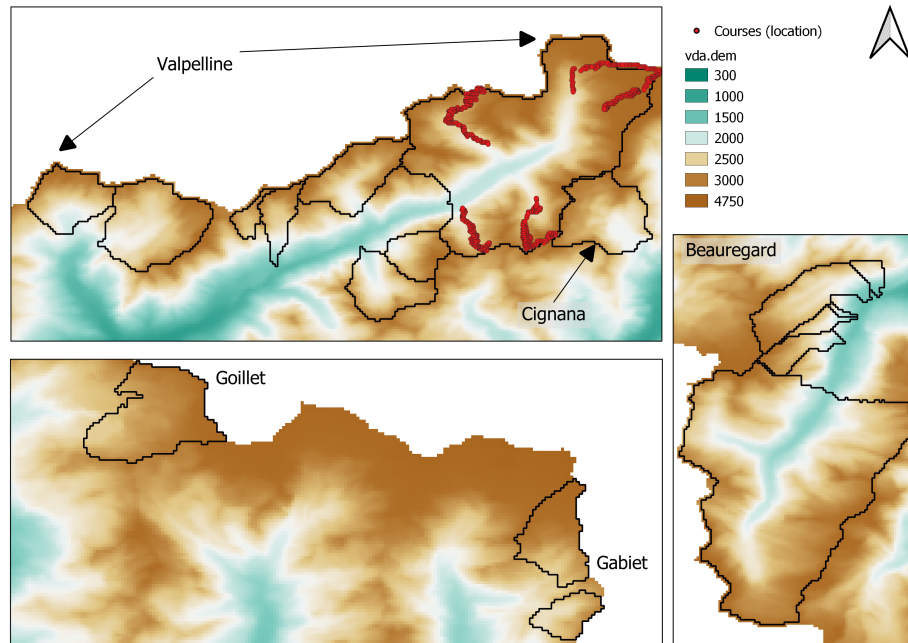 Valpelline
Cignana
Courses (location)
vda.dem
300
1000
1500
2000
2500
3000
4750
Beauregard
Goillet
Gabiet